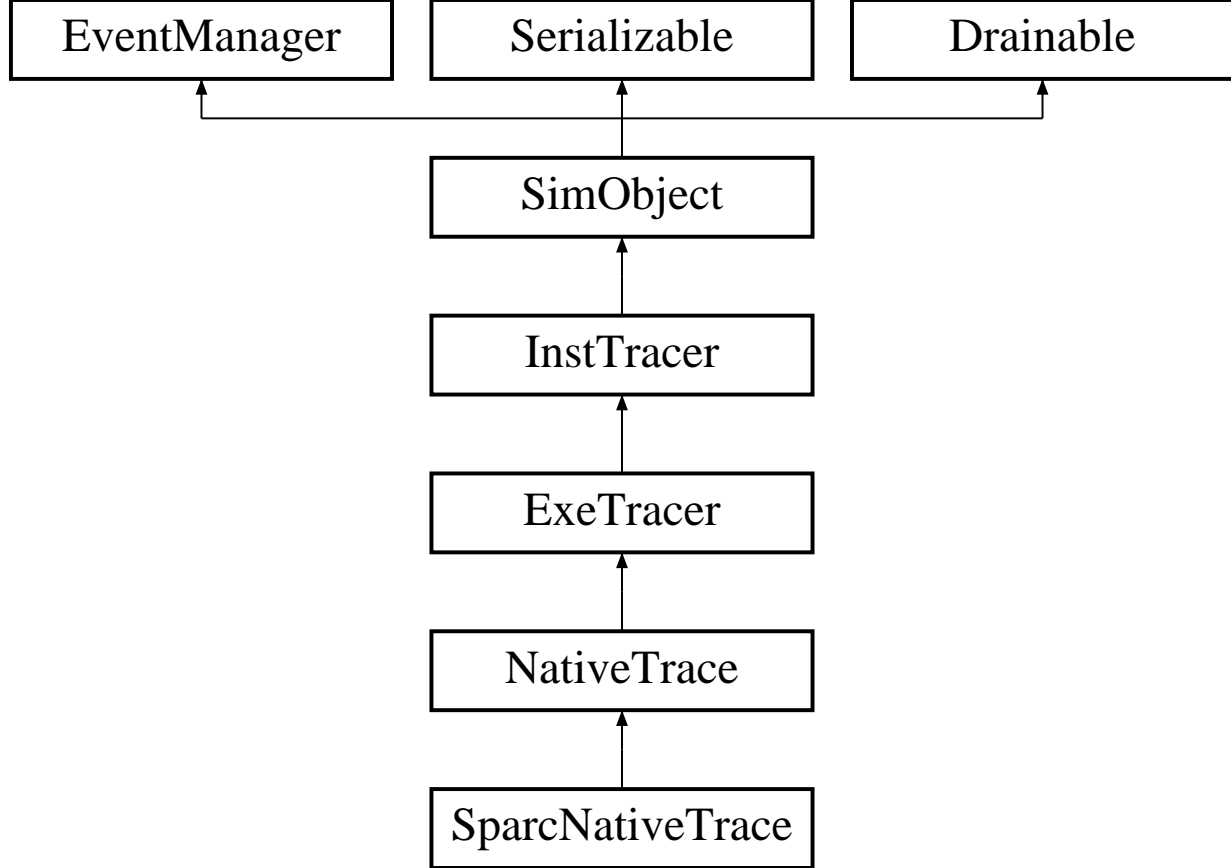 EventManager
Serializable
Drainable
SimObject
InstTracer
ExeTracer
NativeTrace
SparcNativeTrace